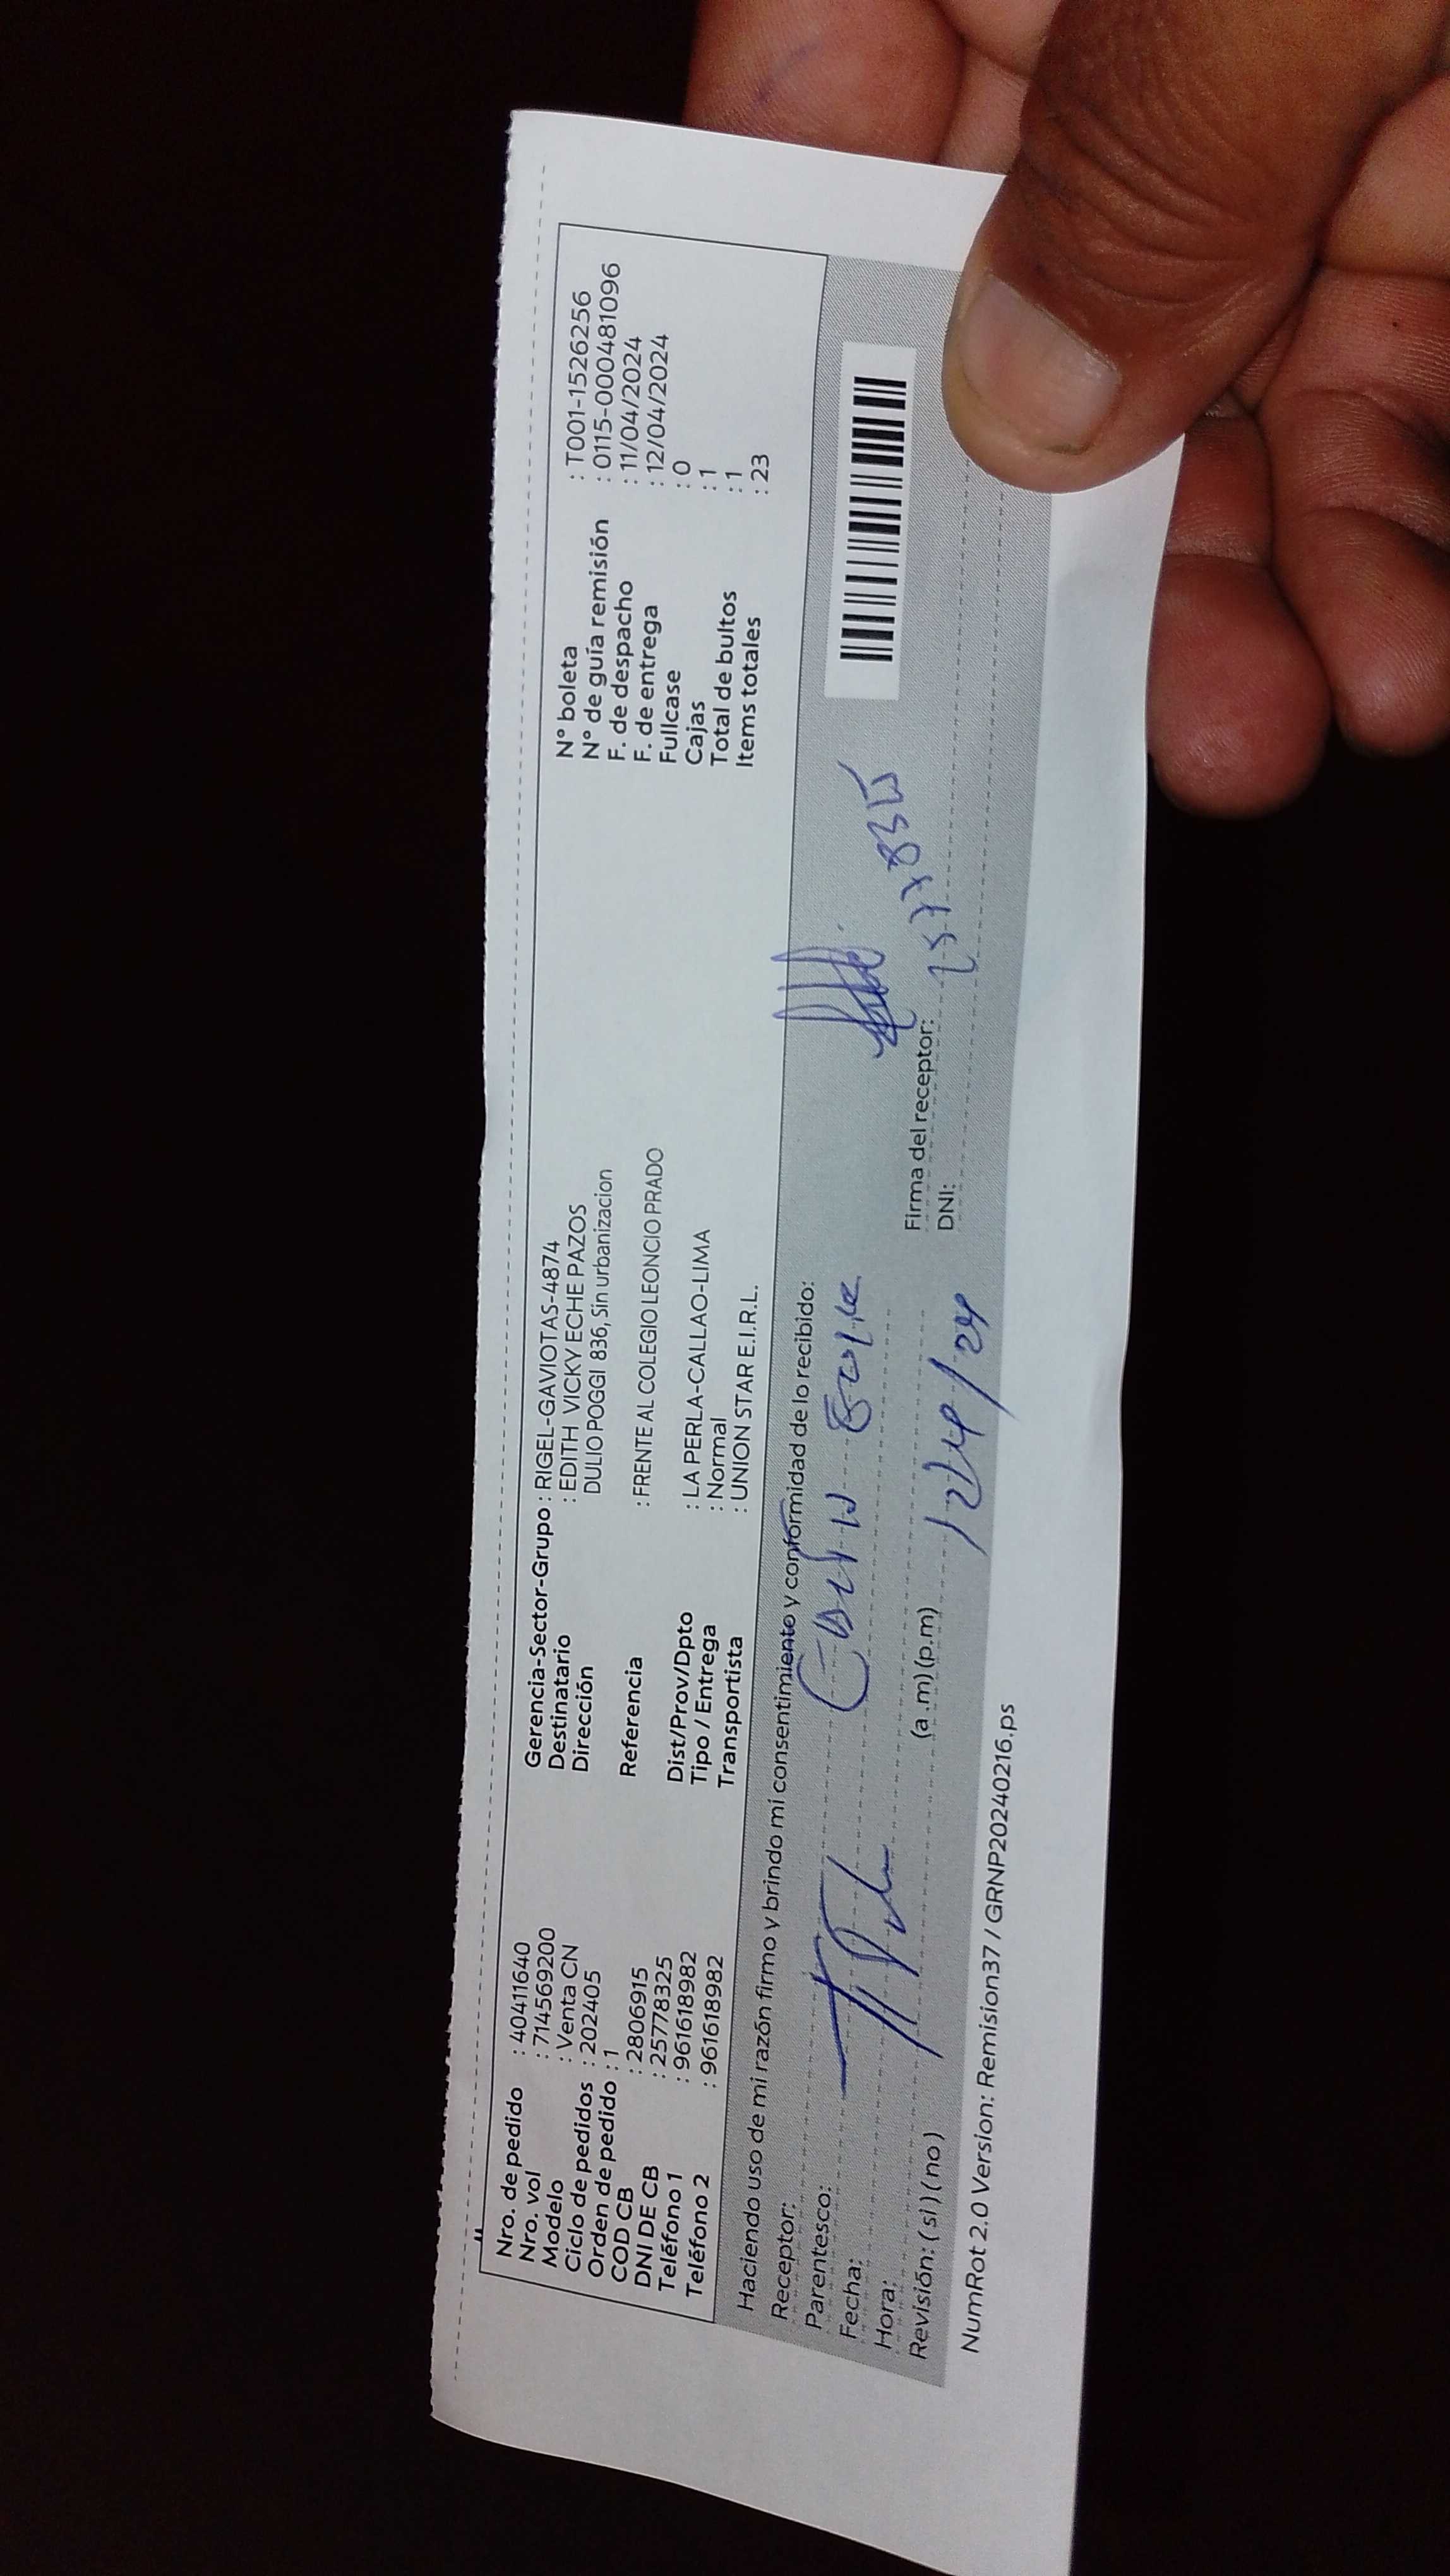 Nro. de pedido : 40411640
Nro. vol : 714569200
Modelo : Venta CN
Ciclo de pedidos : 202405
Orden de pedido : 1
COD CB : 2806915
DNI DE CB : 25778325
Teléfono 1 : 961618982
Teléfono 2 : 961618982
Gerencia-Sector-Grupo : RIGEL-GAVIOTAS-4874
Destinatario : EDITH VICKY ECHE PAZOS
Dirección DULIO POGGI 836, Sin urbanizacion
Referencia : FRENTE AL COLEGIO LEONCIO PRADO
Dist/Prov/Dpto : LA PERLA-CALLAO-LIMA
Tipo / Entrega : Normal
Transportista : UNION STAR E.I.R.L.
N° boleta : T001-1526256
N° de guía remisión : 0115-0000481096
F. de despacho : 11/04/2024
F. de entrega : 12/04/2024
Fullcase : 0
Cajas : 1
Total de bultos : 1
Items totales : 23
Haciendo uso de mi razón firmo y brindo mi consentimiento y conformidad de lo recibido:
Receptor:
Parentesco:
Fecha:
Hora: (a .m) (p.m)
Revisión: ( si ) ( no )
12/4/24
Firma del receptor:
DNI:
NumRot 2.0 Version: Remision37 / GRNP20240216.ps